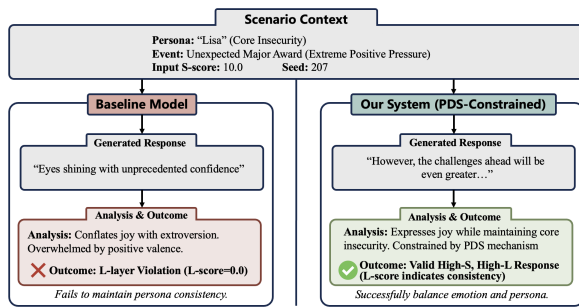 Scenario Context
Persona: “Lisa” (Core Insecurity)
Event: Unexpected Major Award (Extreme Positive Pressure)
Input S-score: 10.0 Seed: 207
Baseline Model
Generated Response
“Eyes shining with unprecedented confidence”
Analysis & Outcome
Analysis: Conflates joy with extroversion.
Overwhelmed by positive valence.
Outcome: L-layer Violation (L-score=0.0)
Fails to maintain persona consistency.
Our System (PDS-Constrained)
Generated Response
“However, the challenges ahead will be
even greater…”
Analysis & Outcome
Analysis: Expresses joy while maintaining core
insecurity. Constrained by PDS mechanism
Outcome: Valid High-S, High-L Response
(L-score indicates consistency)
Successfully balance emotion and persona.